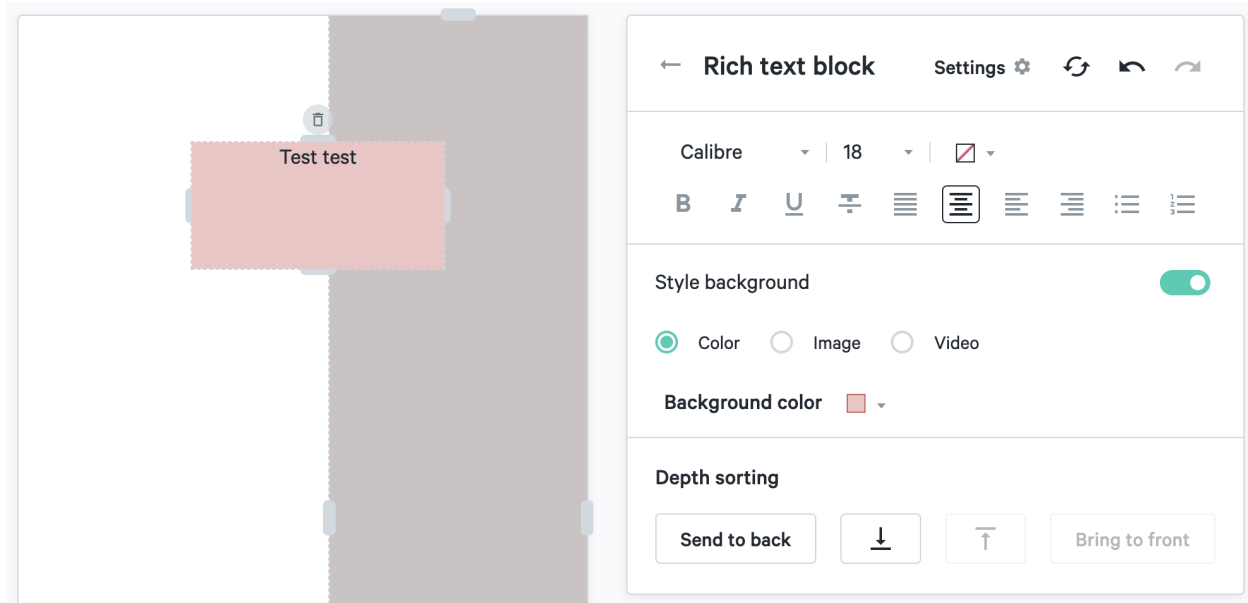 Test test
Rich text block Settings
Calibre 18
B I U
Style background
Color Image Video
Background color
Depth sorting
Send to back Bring to front